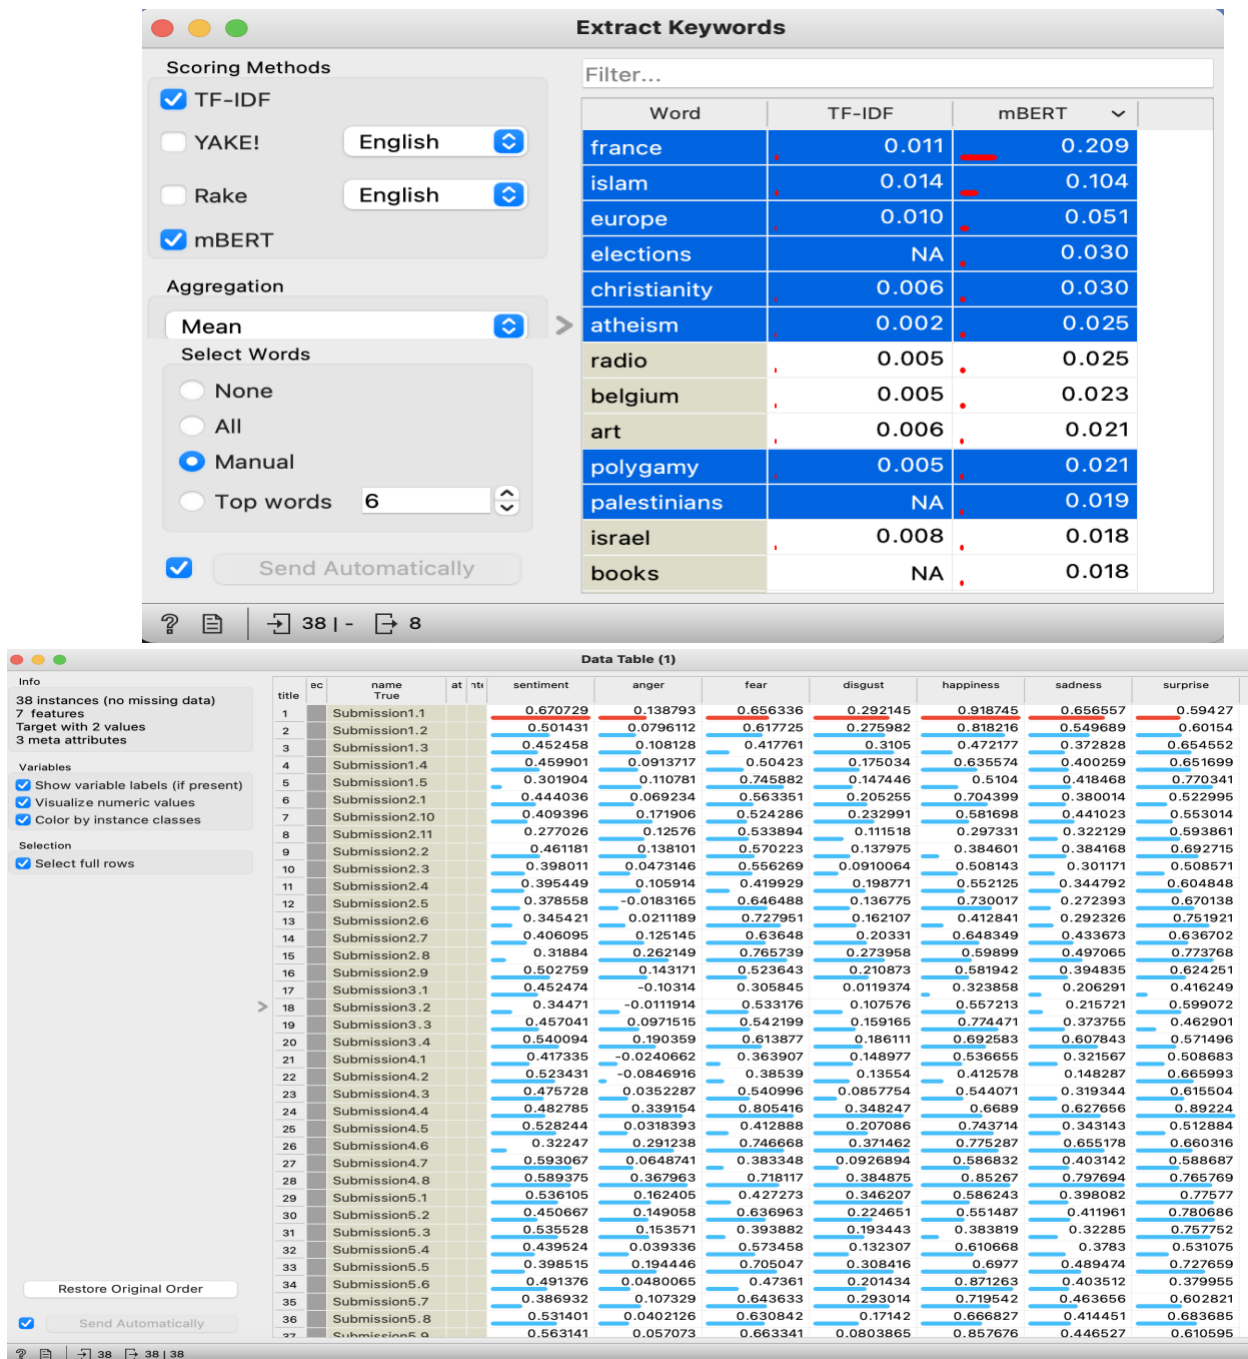 Extract Keywords
Scoring Methods
TF-IDF
YAKE! English
Rake English
mBERT
Aggregation
Mean
Select Words
None
All
Manual
Top words 6
Send Automatically
38 | - 8
Filter...
Word TF-IDF mBERT
france 0.011 0.209
islam 0.014 0.104
europe 0.010 0.051
elections NA 0.030
christianity 0.006 0.030
atheism 0.002 0.025
radio 0.005 0.025
belgium 0.005 0.023
art 0.006 0.021
polygamy 0.005 0.021
palestinians NA 0.019
israel 0.008 0.018
books NA 0.018
Data Table (1)
Info
38 instances (no missing data)
7 features
Target with 2 values
3 meta attributes
Variables
Show variable labels (if present)
Visualize numeric values
Color by instance classes
Selection
Select full rows
Restore Original Order
Send Automatically
38 38 | 38
title ec name at nte sentiment anger fear disgust happiness sadness surprise
True
1 Submission1.1 0.670729 0.138793 0.656336 0.292145 0.918745 0.656557 0.59427
2 Submission1.2 0.501431 0.0796112 0.617725 0.275982 0.818216 0.549689 0.60154
3 Submission1.3 0.452458 0.108128 0.417761 0.3105 0.472177 0.372828 0.654552
4 Submission1.4 0.459901 0.0913717 0.50423 0.175034 0.635574 0.400259 0.651699
5 Submission1.5 0.301904 0.110781 0.745882 0.147446 0.5104 0.418468 0.770341
6 Submission2.1 0.444036 0.069234 0.563351 0.205255 0.704399 0.380014 0.522995
7 Submission2.10 0.409396 0.171906 0.524286 0.232991 0.581698 0.441023 0.553014
8 Submission2.11 0.277026 0.12576 0.533894 0.111518 0.297331 0.322129 0.593861
9 Submission2.2 0.461181 0.138101 0.570223 0.137975 0.384601 0.384168 0.692715
10 Submission2.3 0.398011 0.0473146 0.556269 0.0910064 0.508143 0.301171 0.508571
11 Submission2.4 0.395449 0.105914 0.419929 0.198771 0.552125 0.344792 0.604848
12 Submission2.5 0.378558 -0.0183165 0.646488 0.136775 0.730017 0.272393 0.670138
13 Submission2.6 0.345421 0.0211189 0.727951 0.162107 0.412841 0.292326 0.751921
14 Submission2.7 0.406095 0.125145 0.63648 0.20331 0.648349 0.433673 0.636702
15 Submission2.8 0.31884 0.262149 0.765739 0.273958 0.59899 0.497065 0.773768
16 Submission2.9 0.502759 0.143171 0.523643 0.210873 0.581942 0.394835 0.624251
17 Submission3.1 0.452474 -0.10314 0.305845 0.0119374 0.323858 0.206291 0.416249
18 Submission3.2 0.34471 -0.0111914 0.533176 0.107576 0.557213 0.215721 0.599072
19 Submission3.3 0.457041 0.0971515 0.542199 0.159165 0.774471 0.373755 0.462901
20 Submission3.4 0.540094 0.190359 0.613877 0.186111 0.692583 0.607843 0.571496
21 Submission4.1 0.417335 -0.0240662 0.363907 0.148977 0.536655 0.321567 0.508683
22 Submission4.2 0.523431 -0.0846916 0.38539 0.13554 0.412578 0.148287 0.665993
23 Submission4.3 0.475728 0.0352287 0.540996 0.0857754 0.544071 0.319344 0.615504
24 Submission4.4 0.482785 0.339154 0.805416 0.348247 0.6689 0.627656 0.89224
25 Submission4.5 0.528244 0.0318393 0.412888 0.207086 0.743714 0.343143 0.512884
26 Submission4.6 0.32247 0.291238 0.746668 0.371462 0.775287 0.655178 0.660316
27 Submission4.7 0.593067 0.0648741 0.383348 0.0926894 0.586832 0.403142 0.588687
28 Submission4.8 0.589375 0.367963 0.718117 0.384875 0.85267 0.797694 0.765769
29 Submission5.1 0.536105 0.162405 0.427273 0.346207 0.586243 0.398082 0.77577
30 Submission5.2 0.450667 0.149058 0.636963 0.224651 0.551487 0.411961 0.780686
31 Submission5.3 0.535528 0.153571 0.393882 0.193443 0.383819 0.32285 0.757752
32 Submission5.4 0.439524 0.039336 0.573458 0.132307 0.610668 0.3783 0.531075
33 Submission5.5 0.398515 0.194446 0.705047 0.308416 0.6977 0.489474 0.727659
34 Submission5.6 0.491376 0.0480065 0.47361 0.201434 0.871263 0.403512 0.379955
35 Submission5.7 0.386932 0.107329 0.643633 0.293014 0.719542 0.463656 0.602821
36 Submission5.8 0.531401 0.0402126 0.630842 0.17142 0.666827 0.414451 0.683685
37 Submission5.9 0.563141 0.057073 0.663341 0.0803865 0.857676 0.446527 0.610595